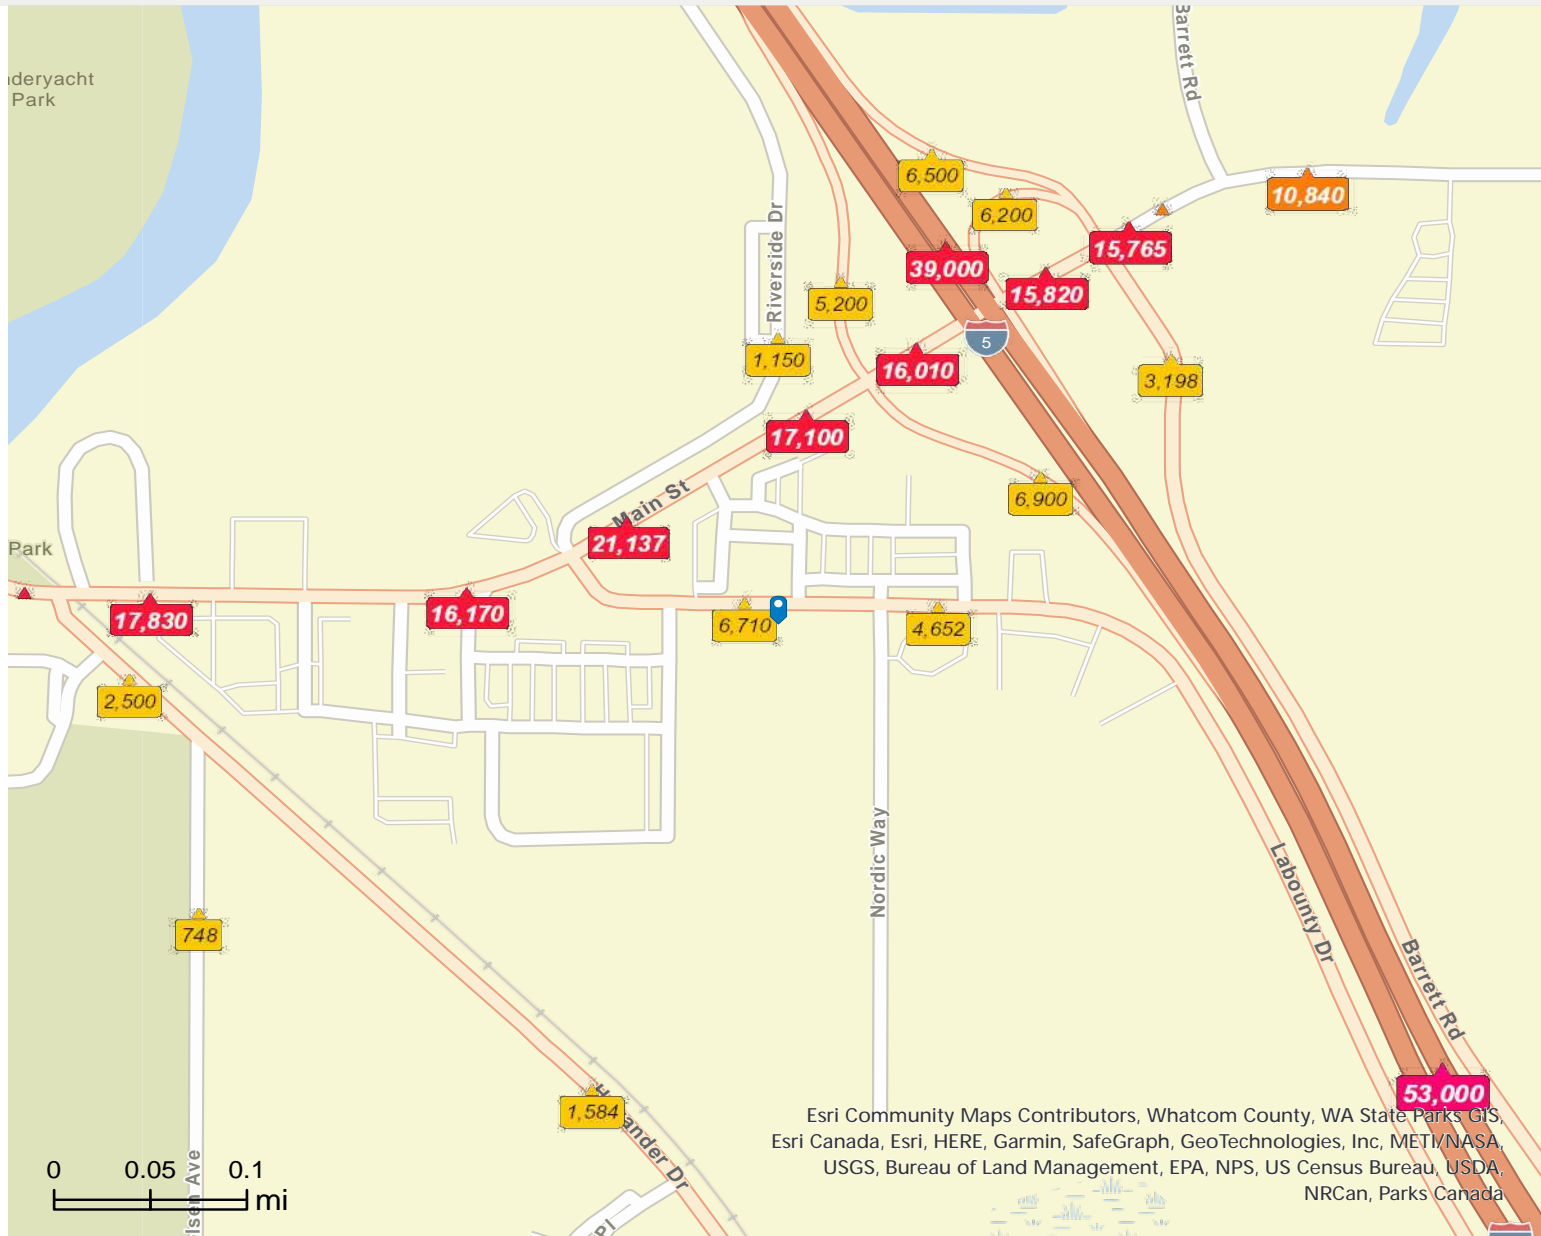 Barrett Rd
nderyacht
Park
6,500
10,840
6,200
15,765
Riverside Dr
39,000
15,820
5,200
5
1,150
16,010
3,198
17,100
Main St
6,900
21,137
Park
17,830
16,170
6,710
4,652
2,500
Nordic Way
Labounty Dr
748
Barrett Rd
53,000
1,584
ander Dr
Esri Community Maps Contributors, Whatcom County, WA State Parks GIS,
Esri Canada, Esri, HERE, Garmin, SafeGraph, GeoTechnologies, Inc, METI/NASA,
USGS, Bureau of Land Management, EPA, NPS, US Census Bureau, USDA,
NRCan, Parks Canada
0 0.05 0.1
mi
lsen Ave
Pl